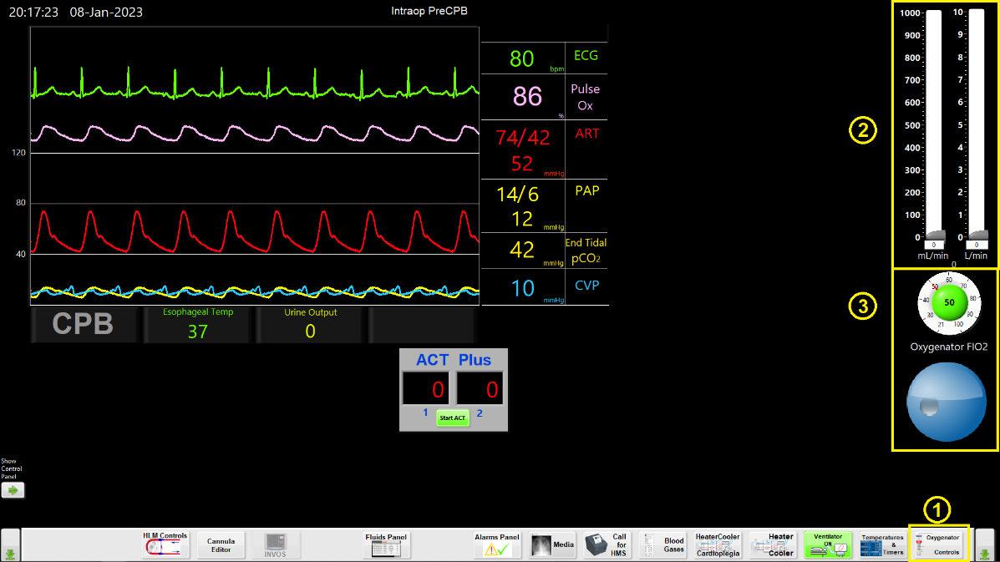 20:17:23 08-Jan-2023
Intraop PreCPB
120
80
40
80 bpm ECG
86 % Pulse Ox
74/42
52 mmHg ART
14/6
12 mmHg PAP
42 mmHg End Tidal pCO2
10 mmHg CVP
CPB
Esophageal Temp
37
Urine Output
0
ACT Plus
0 0
1 Start ACT 2
2
1000
900
800
700
600
500
400
300
200
100
0
0
mL/min
10
9
8
7
6
5
4
3
2
1
0
0
L/min
0
3
21 30 40 50 60 70 80 90 100
50
Oxygenator FIO2
Show
Control
Panel
1
HLM Controls
Cannula
Editor
INVOS
Fluids Panel
Alarms Panel
Media
Call
for
HMS
Blood
Gases
HeaterCooler
Cardioplegia
Heater
Cooler
Ventilator
ON
Temperatures
&
Timers
Oxygenator
Controls